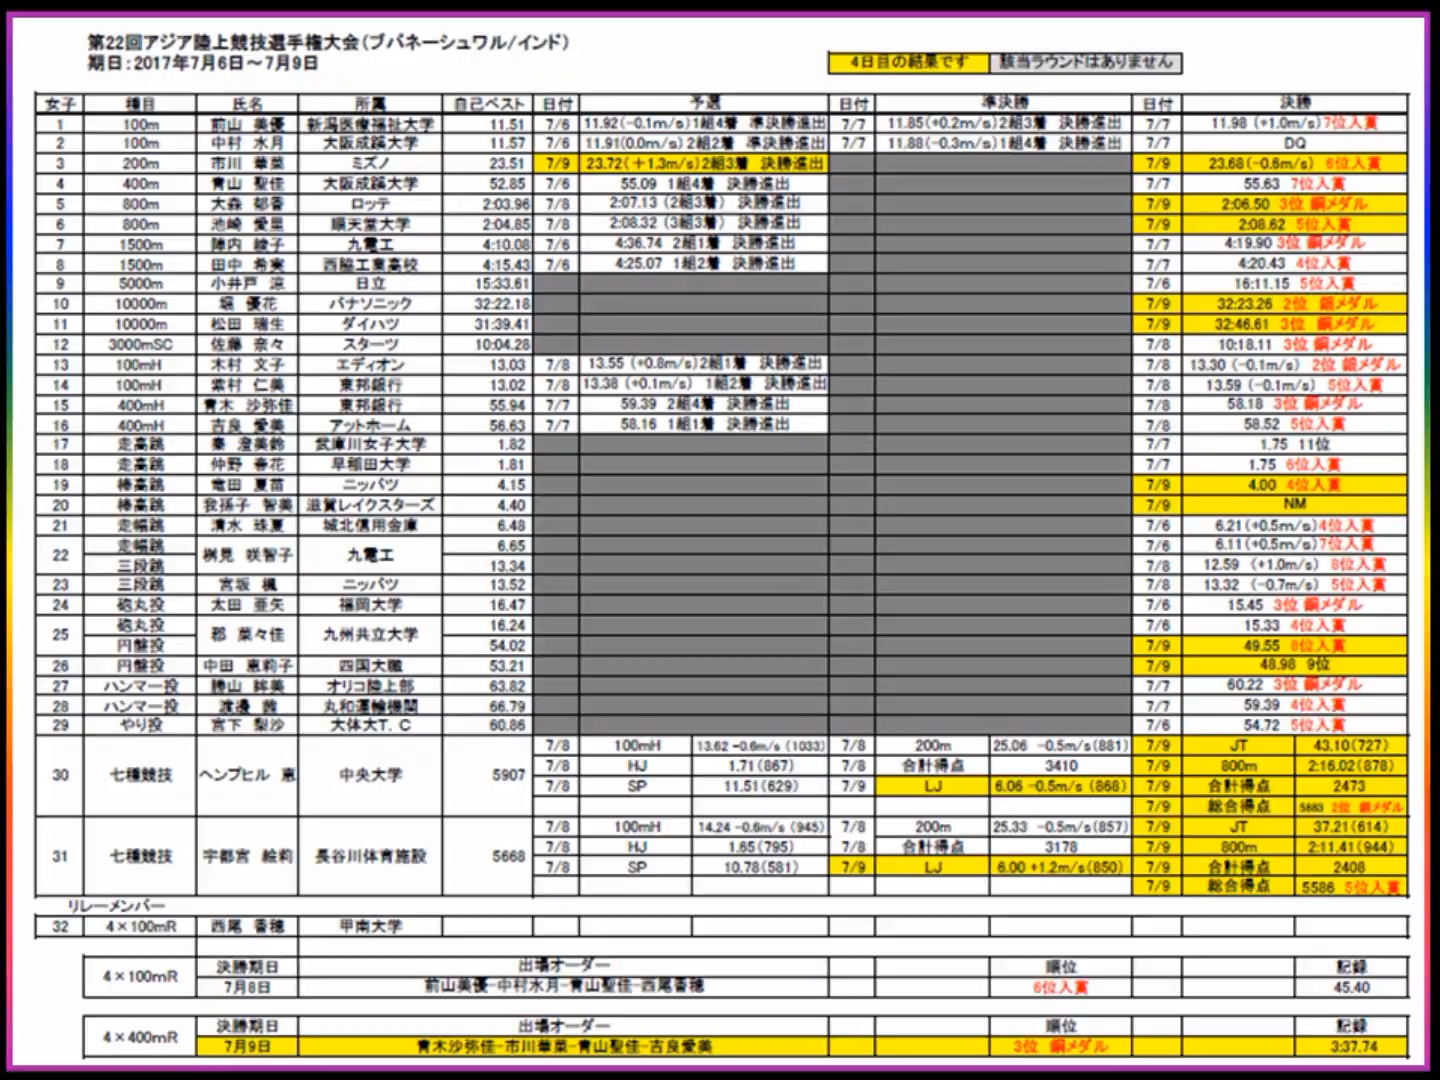 第22回アジア陸上競技選手権大会(ブバネーシュワル/インド)
期日:2017年7月6日~7月9日
4日目の結果です 該当ラウンドはありません
女子 種目 氏名 所属 自己ベスト 日付 予選 日付 準決勝 日付 決勝
1 100m 前山 美優 新潟医療福祉大学 11.51 7/6 11.92(-0.1m/s)1組4着 準決勝進出 7/7 11.85(+0.2m/s)2組3着 決勝進出 7/7 11.98 (+1.0m/s)7位入賞
2 100m 中村 水月 大阪成蹊大学 11.57 7/6 11.91(0.0m/s)2組2着 準決勝進出 7/7 11.88(-0.3m/s)1組4着 決勝進出 7/7 DQ
3 200m 市川 華菜 ミズノ 23.51 7/9 23.72(+1.3m/s)2組3着 決勝進出 7/9 23.68(-0.6m/s) 6位入賞
4 400m 青山 聖佳 大阪成蹊大学 52.85 7/6 55.09 1組4着 決勝進出 7/7 55.63 7位入賞
5 800m 大森 郁香 ロッテ 2:03.96 7/8 2:07.13 (2組3着) 決勝進出 7/9 2:06.50 3位 銅メダル
6 800m 池崎 愛里 順天堂大学 2:04.85 7/8 2:08.32 (3組3着) 決勝進出 7/9 2:08.62 5位入賞
7 1500m 陣内 綾子 九電工 4:10.08 7/6 4:36.74 2組1着 決勝進出 7/7 4:19.90 3位 銅メダル
8 1500m 田中 希実 西脇工業高校 4:15.43 7/6 4:25.07 1組2着 決勝進出 7/7 4:20.43 4位入賞
9 5000m 小井戸 涼 日立 15:33.61 7/6 16:11.15 5位入賞
10 10000m 堀 優花 パナソニック 32:22.18 7/9 32:23.26 2位 銀メダル
11 10000m 松田 瑞生 ダイハツ 31:39.41 7/9 32:46.61 3位 銅メダル
12 3000mSC 佐藤 奈々 スターツ 10:04.28 7/8 10:18.11 3位 銅メダル
13 100mH 木村 文子 エディオン 13.03 7/8 13.55 (+0.8m/s)2組1着 決勝進出 7/8 13.30 (-0.1m/s) 2位 銀メダル
14 100mH 紫村 仁美 東邦銀行 13.02 7/8 13.38 (+0.1m/s) 1組2着 決勝進出 7/8 13.59 (-0.1m/s) 5位入賞
15 400mH 青木 沙弥佳 東邦銀行 55.94 7/7 59.39 2組4着 決勝進出 7/8 58.18 3位 銅メダル
16 400mH 吉良 愛美 アットホーム 56.63 7/7 58.16 1組1着 決勝進出 7/8 58.52 5位入賞
17 走高跳 秦 澄美鈴 武庫川女子大学 1.82 7/7 1.75 11位
18 走高跳 仲野 春花 早稲田大学 1.81 7/7 1.75 6位入賞
19 棒高跳 竜田 夏苗 ニッパツ 4.15 7/9 4.00 4位入賞
20 棒高跳 我孫子 智美 滋賀レイクスターズ 4.40 7/9 NM
21 走幅跳 清水 珠夏 城北信用金庫 6.48 7/6 6.21(+0.5m/s)4位入賞
22 走幅跳 桝見 咲智子 九電工 6.65 7/6 6.11(+0.5m/s)7位入賞
三段跳 13.34 7/8 12.59 (+1.0m/s) 8位入賞
23 三段跳 宮坂 楓 ニッパツ 13.52 7/8 13.32 (-0.7m/s) 5位入賞
24 砲丸投 太田 亜矢 福岡大学 16.47 7/6 15.45 3位 銅メダル
25 砲丸投 郡 菜々佳 九州共立大学 16.24 7/6 15.33 4位入賞
円盤投 54.02 7/9 49.55 8位入賞
26 円盤投 中田 恵莉子 四国大職 53.21 7/9 48.98 9位
27 ハンマー投 勝山 眸美 オリコ陸上部 63.82 7/7 60.22 3位 銅メダル
28 ハンマー投 渡邊 茜 丸和運輸機関 66.79 7/7 59.39 4位入賞
29 やり投 宮下 梨沙 大体大T.C 60.86 7/6 54.72 5位入賞
30 七種競技 ヘンプヒル 恵 中央大学 5907 7/8 100mH 13.62 -0.6m/s (1033) 7/8 200m 25.06 -0.5m/s(881) 7/9 JT 43.10(727)
7/8 HJ 1.71(867) 7/8 合計得点 3410 7/9 800m 2:16.02(878)
7/8 SP 11.51(629) 7/9 LJ 6.06 -0.5m/s (868) 7/9 合計得点 2473
7/9 総合得点 5883 2位 銀メダル
31 七種競技 宇都宮 絵莉 長谷川体育施設 5668 7/8 100mH 14.24 -0.6m/s (945) 7/8 200m 25.33 -0.5m/s(857) 7/9 JT 37.21(614)
7/8 HJ 1.65(795) 7/8 合計得点 3178 7/9 800m 2:11.41(944)
7/8 SP 10.78(581) 7/9 LJ 6.00 +1.2m/s(850) 7/9 合計得点 2408
7/9 総合得点 5586 5位入賞
リレーメンバー
32 4×100mR 西尾 香穂 甲南大学
4×100mR 決勝期日 出場オーダー 順位 記録
7月8日 前山美優-中村水月-青山聖佳-西尾香穂 6位入賞 45.40
4×400mR 決勝期日 出場オーダー 順位 記録
7月9日 青木沙弥佳-市川華菜-青山聖佳-吉良愛美 3位 銅メダル 3:37.74